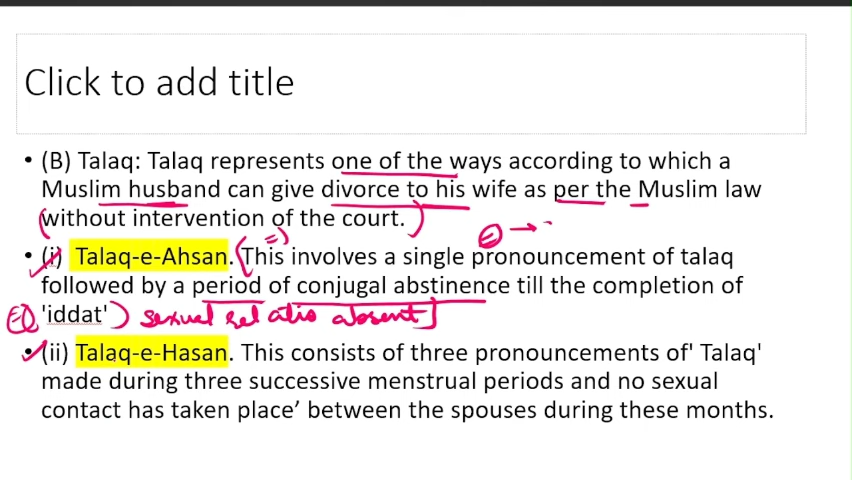 Click to add title
• (B) Talaq: Talaq represents one of the ways according to which a
Muslim husband can give divorce to his wife as per the Muslim law
(without intervention of the court. )
• (i) Talaq-e-Ahsan. (This involves a single pronouncement of talaq
followed by a period of conjugal abstinence till the completion of
'iddat' ) sexual relatio absent]
• (ii) Talaq-e-Hasan. This consists of three pronouncements of' Talaq'
made during three successive menstrual periods and no sexual
contact has taken place’ between the spouses during these months.